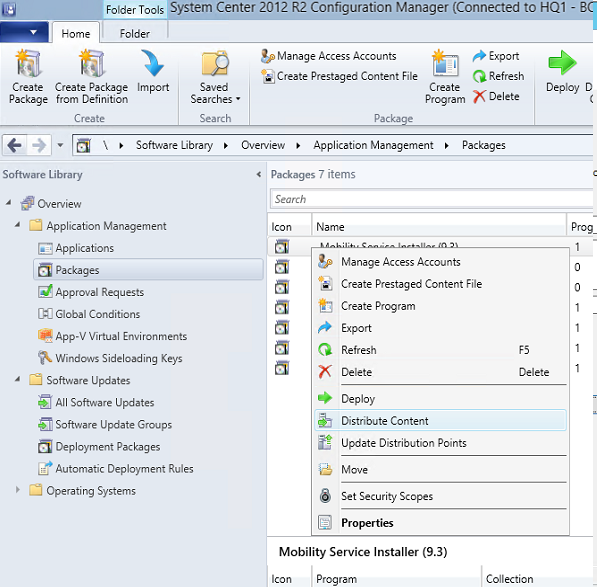 Folder Tools
System Center 2012 R2 Configuration Manager (Connected to HQ1 - BC
Home
Folder
Create Package
Create Package from Definition
Import
Saved Searches
Manage Access Accounts
Create Prestaged Content File
Create Program
Export
Refresh
Delete
Deploy
Create
Search
Package
\ Software Library Overview Application Management Packages
Software Library
Overview
Application Management
Applications
Packages
Approval Requests
Global Conditions
App-V Virtual Environments
Windows Sideloading Keys
Software Updates
All Software Updates
Software Update Groups
Deployment Packages
Automatic Deployment Rules
Operating Systems
Packages 7 items
Search
Icon Name Prog
Mobility Service Installer (9.3) 1
0
0
1
1
1
1
Manage Access Accounts
Create Prestaged Content File
Create Program
Export
Refresh F5
Delete Delete
Deploy
Distribute Content
Update Distribution Points
Move
Set Security Scopes
Properties
Mobility Service Installer (9.3)
Icon Program Collection